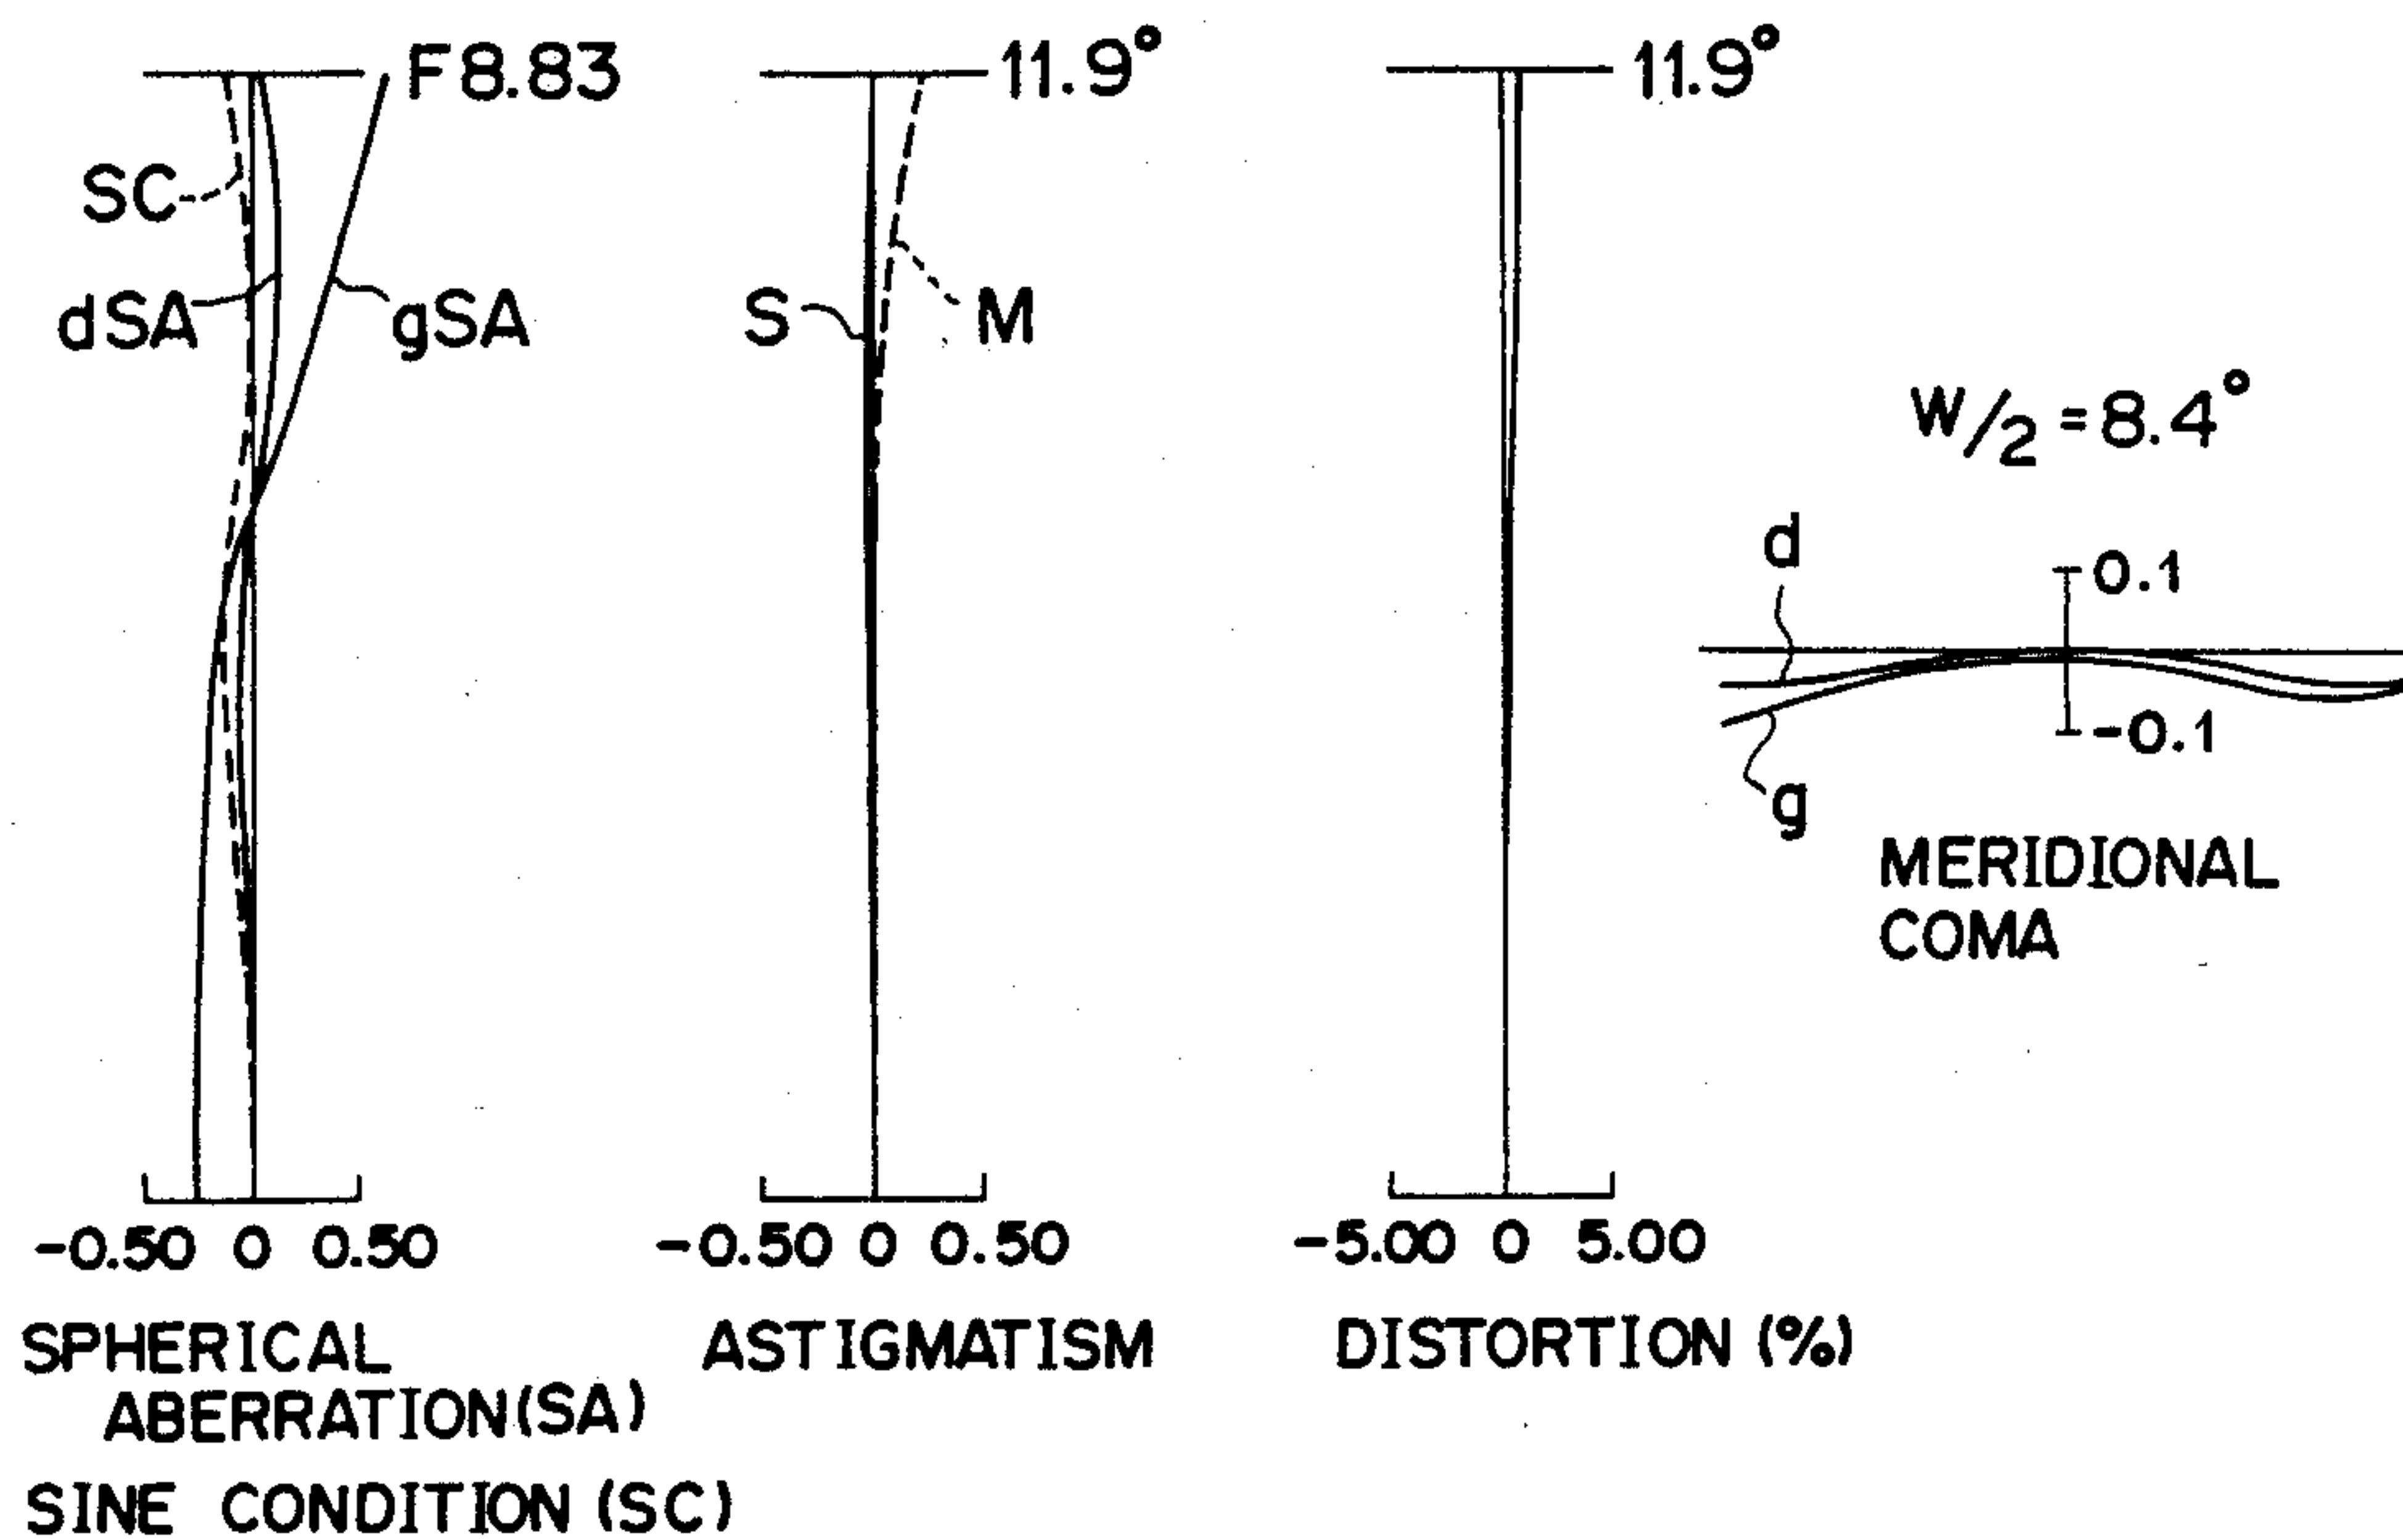 F8.83
SC
dSA
gSA
-0.50 0 0.50
SPHERICAL
ABERRATION(SA)
SINE CONDITION (SC)
11.9°
S
M
-0.50 0 0.50
ASTIGMATISM
11.9°
-5.00 0 5.00
DISTORTION (%)
W/2 = 8.4°
d
0.1
-0.1
g
MERIDIONAL
COMA